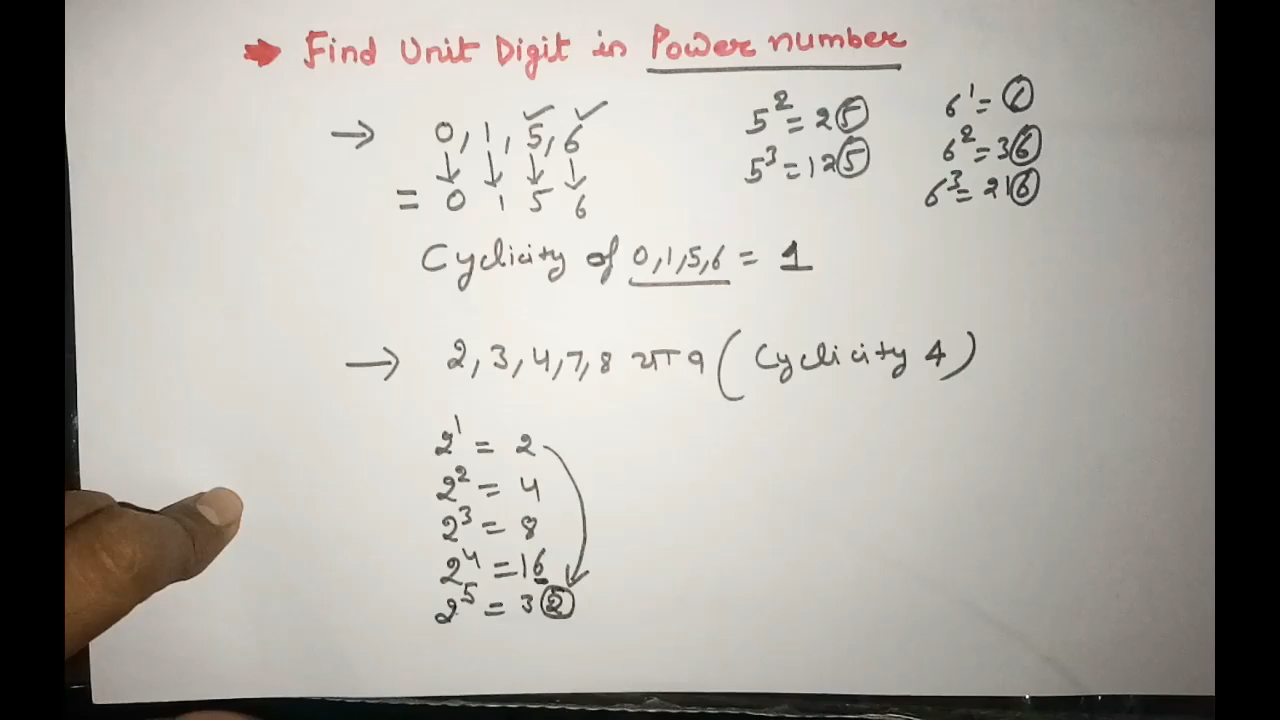 → Find Unit Digit in Power number
→ 0, 1, 5, 6
↓ ↓ ↓ ↓
= 0 1 5 6
5² = 25
5³ = 125
6¹ = 6
6² = 36
6³ = 216
Cyclicity of 0,1,5,6 = 1
→ 2, 3, 4, 7, 8 या 9 (Cyclicity 4)
2¹ = 2
2² = 4
2³ = 8
2⁴ = 16
2⁵ = 32